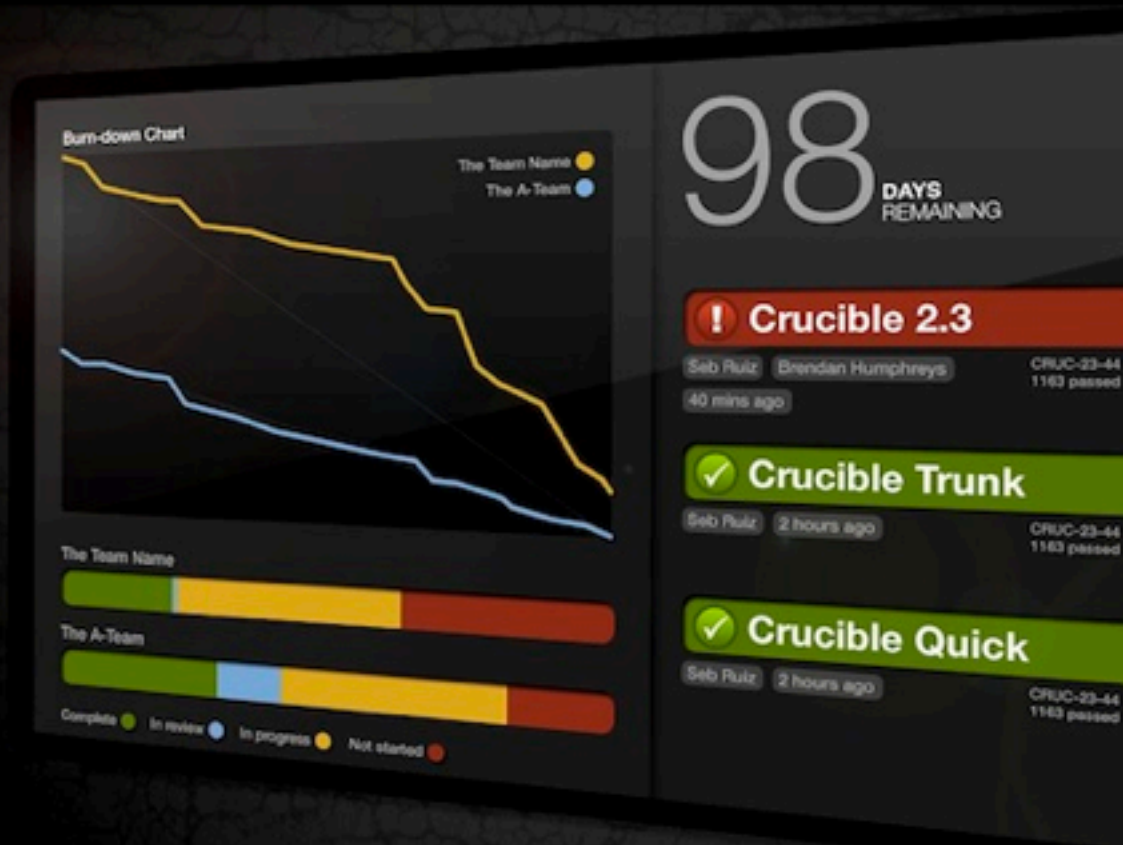 Burn-down Chart
The Team Name
The A-Team
98
DAYS
REMAINING
The Team Name
The A-Team
Complete
In review
In progress
Not started
! Crucible 2.3
Seb Ruiz Brendan Humphreys
40 mins ago
CRUC-23-44
1163 passed
Crucible Trunk
Seb Ruiz 2 hours ago
CRUC-23-44
1163 passed
Crucible Quick
Seb Ruiz 2 hours ago
CRUC-23-44
1163 passed